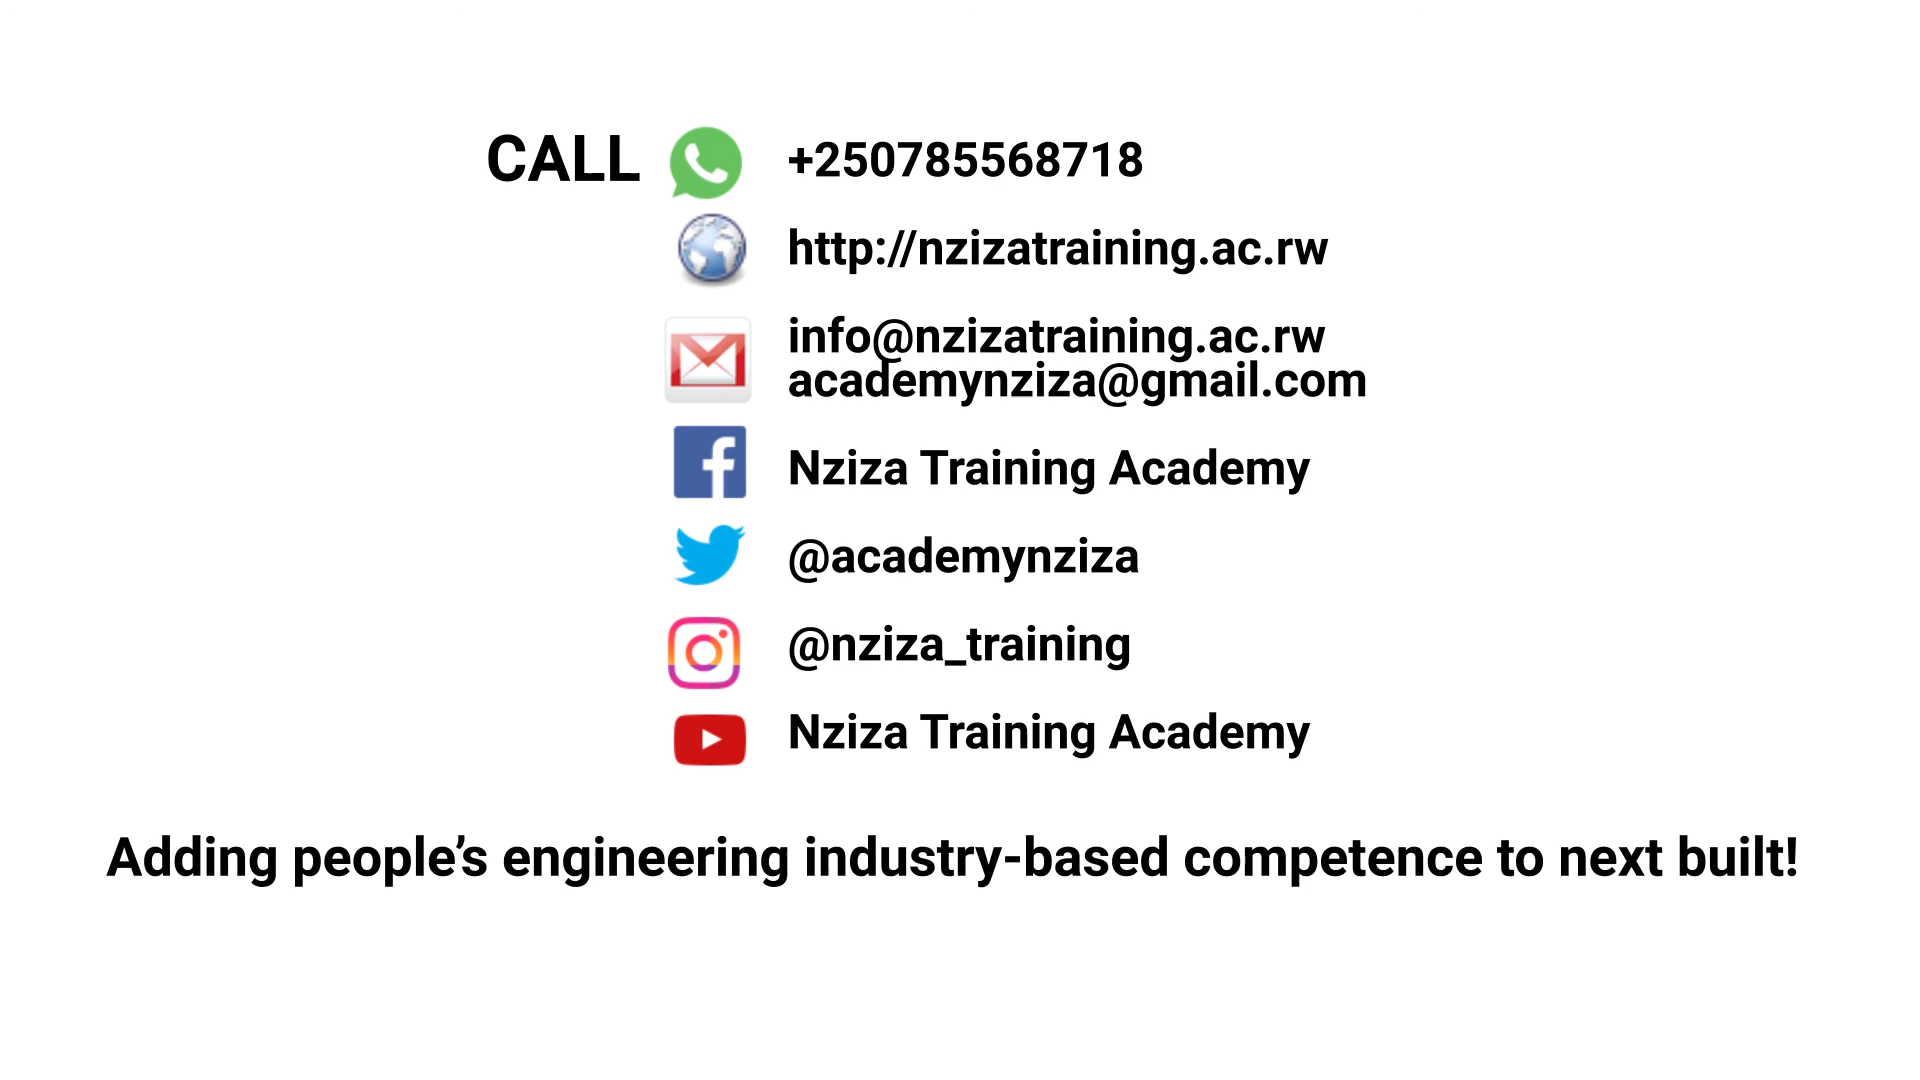 CALL +250785568718
http://nzizatraining.ac.rw
info@nzizatraining.ac.rw
academynziza@gmail.com
Nziza Training Academy
@academynziza
@nziza_training
Nziza Training Academy
Adding people’s engineering industry-based competence to next built!